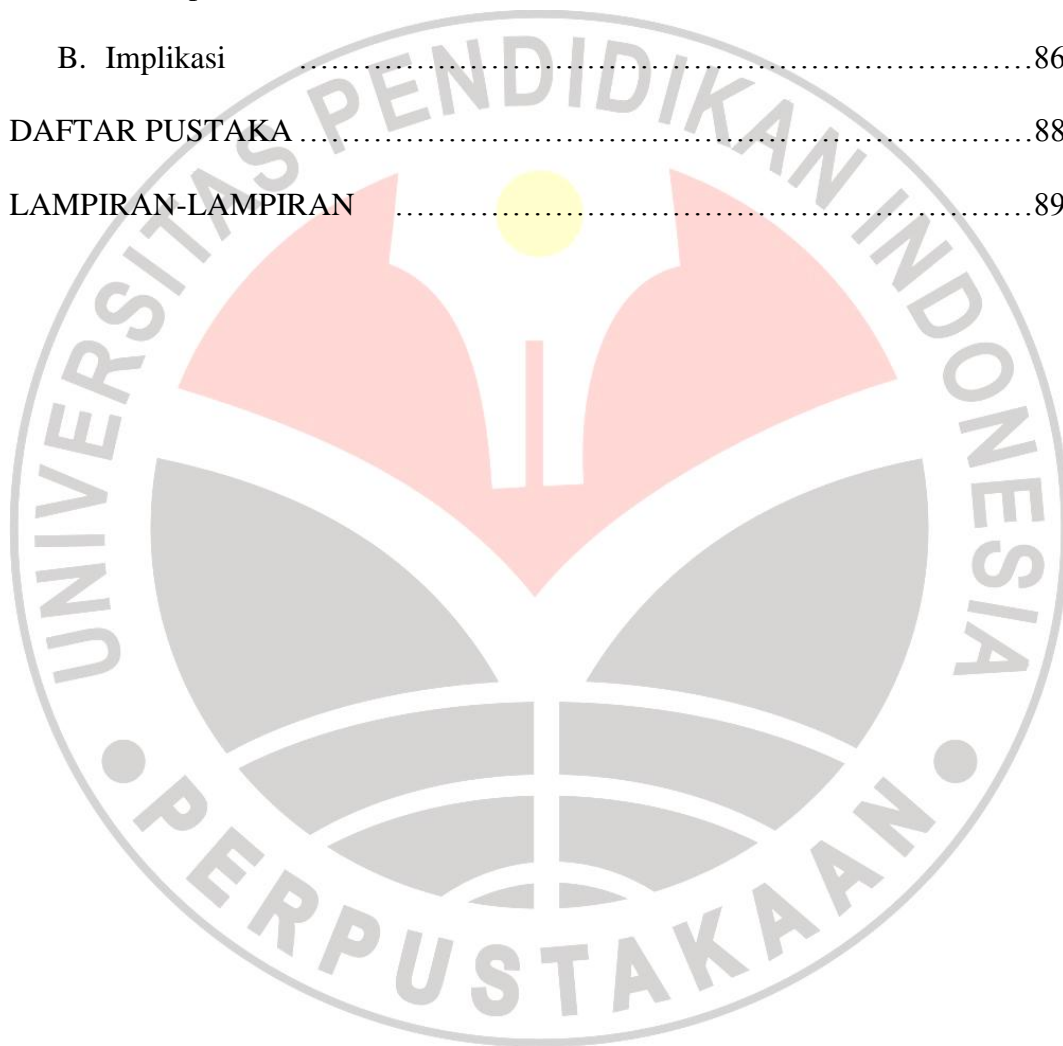 B. Implikasi ……………………………………………………………86
DAFTAR PUSTAKA ……………………………………………………………88
LAMPIRAN-LAMPIRAN ……………………………………………………89
UNIVERSITAS PENDIDIKAN INDONESIA
PERPUSTAKAAN